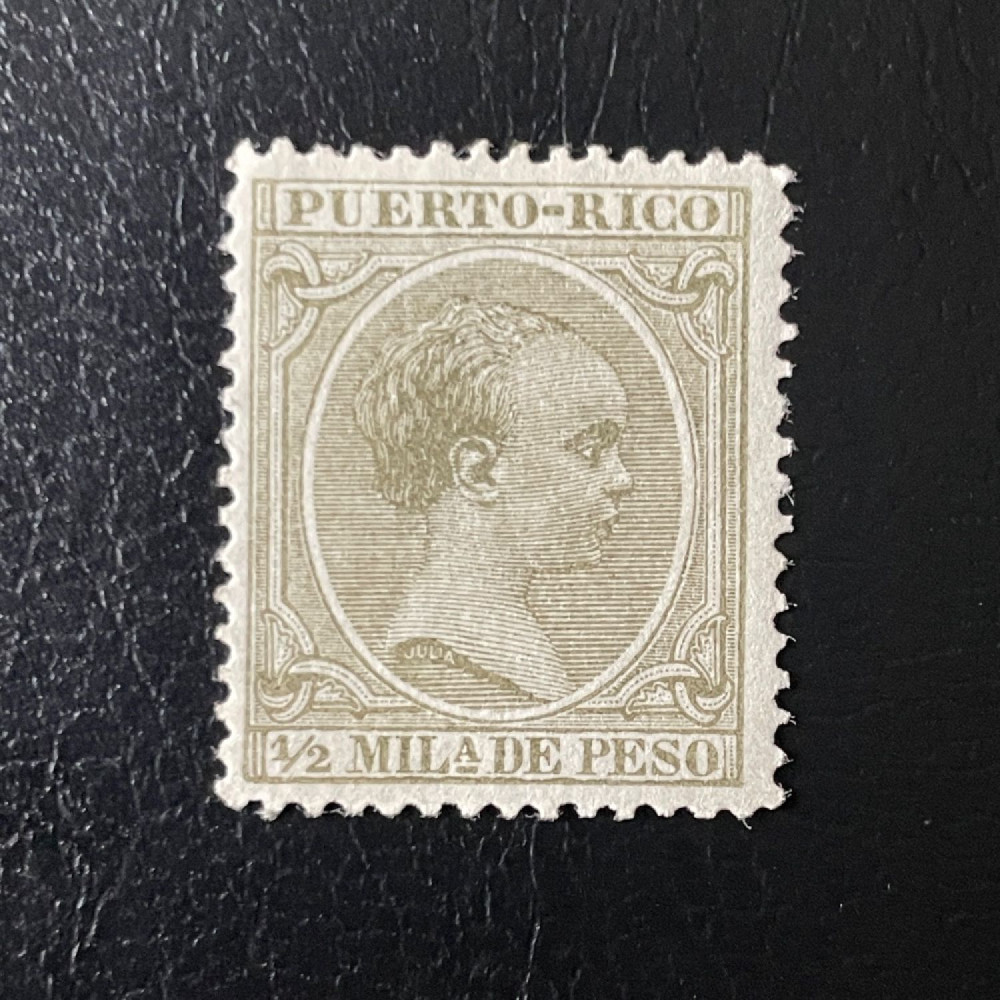 PUERTO-RICO
JULIA
1/2 MILA DE PESO